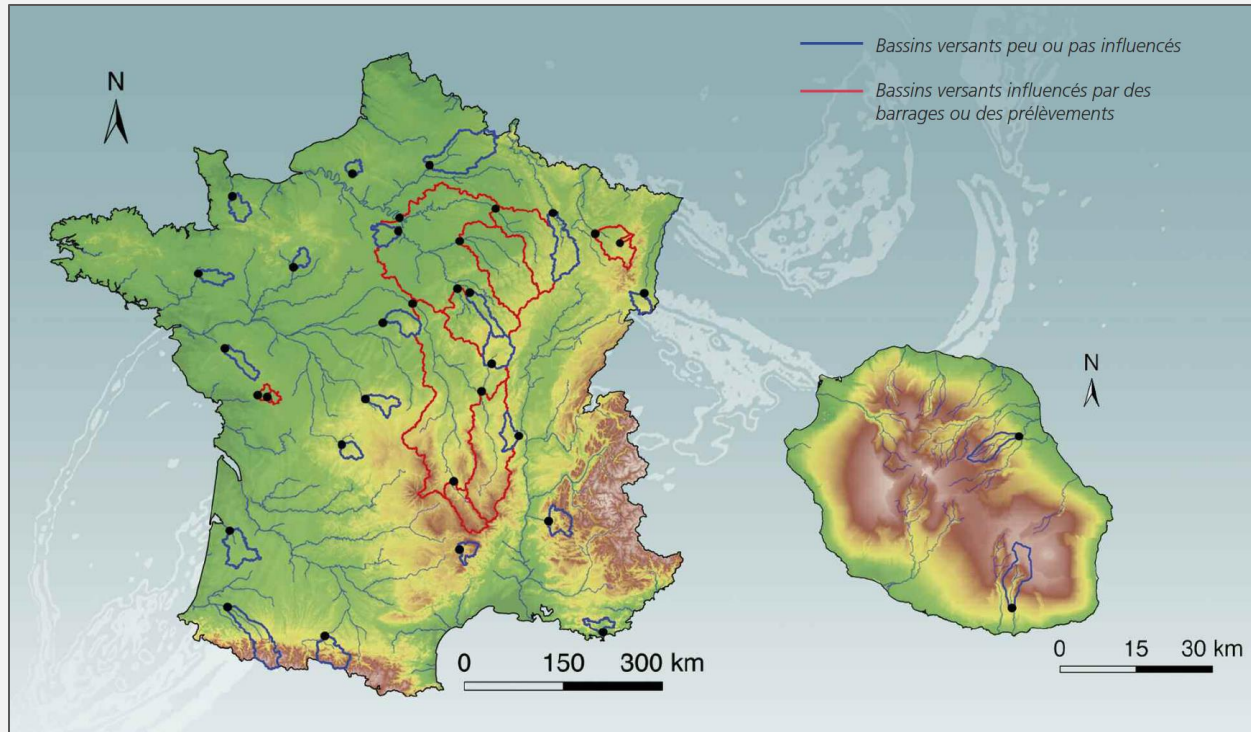 Bassins versants peu ou pas influencés
Bassins versants influencés par des
barrages ou des prélèvements
N
N
0 150 300 km
0 15 30 km